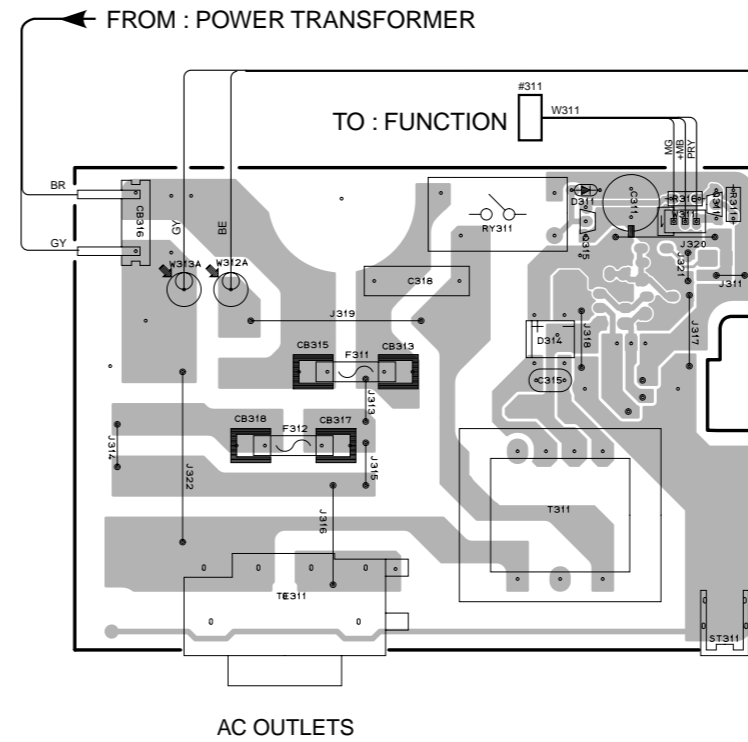 FROM : POWER TRANSFORMER
#311
W311
TO : FUNCTION
MG
+MB
PRY
BR
GY
CB316
GY
BE
W313A
W312A
RY311
D311
Q315
C311
R316
W311
R311
J320
J321
J311
C318
J319
D314
J318
J317
C315
CB315
F311
CB313
J313
CB318
F312
CB317
J314
J322
J315
J316
T311
TE311
ST311
AC OUTLETS